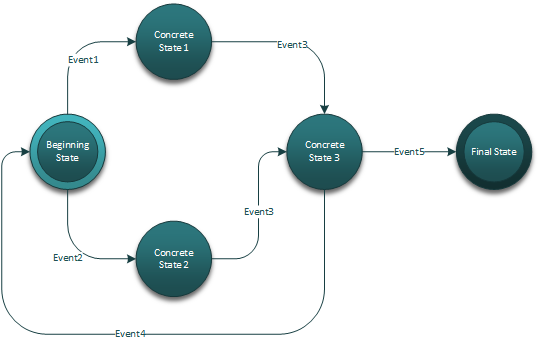 Concrete
State 1
Event1
Event3
Beginning
State
Concrete
State 3
Event5
Final State
Event3
Event2
Concrete
State 2
Event4